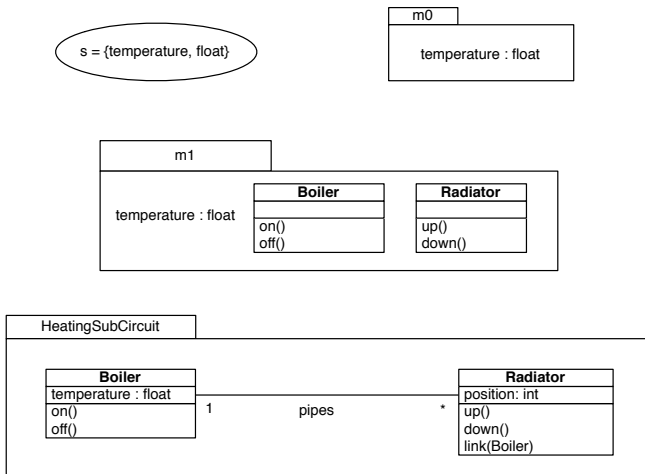 s = {temperature, float}
m0
temperature : float
m1
temperature : float
Boiler
on()
off()
Radiator
up()
down()
HeatingSubCircuit
Boiler
temperature : float
on()
off()
1
pipes
*
Radiator
position: int
up()
down()
link(Boiler)